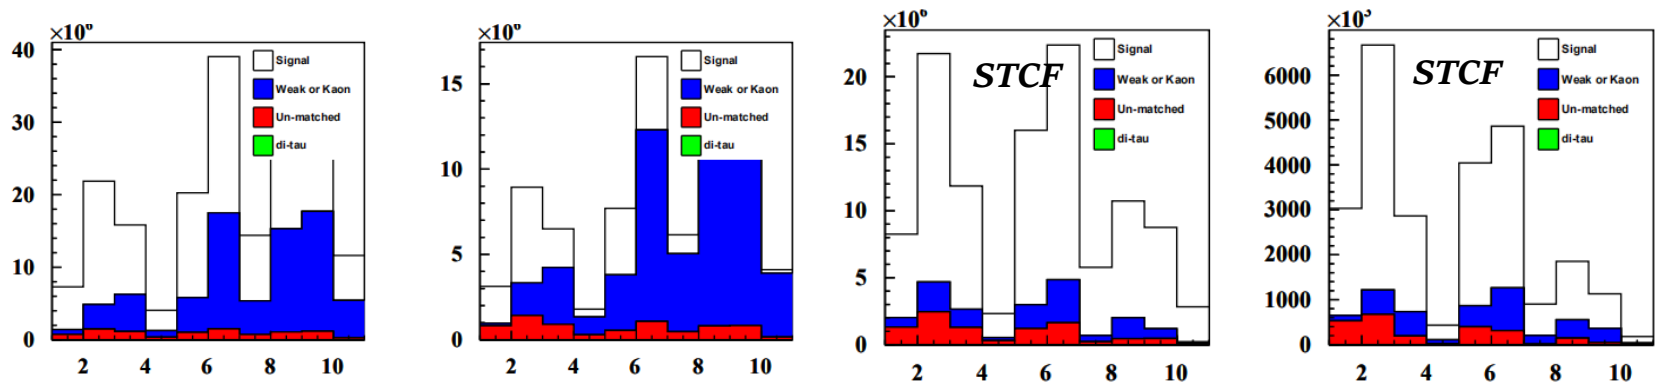 ×10
40
30
20
10
0
Signal
Weak or Kaon
Un-matched
di-tau
2 4 6 8 10
×10
15
10
5
0
Signal
Weak or Kaon
Un-matched
di-tau
2 4 6 8 10
×10⁶
20
15
10
5
0
STCF
Signal
Weak or Kaon
Un-matched
di-tau
2 4 6 8 10
×10³
6000
5000
4000
3000
2000
1000
0
STCF
Signal
Weak or Kaon
Un-matched
di-tau
2 4 6 8 10